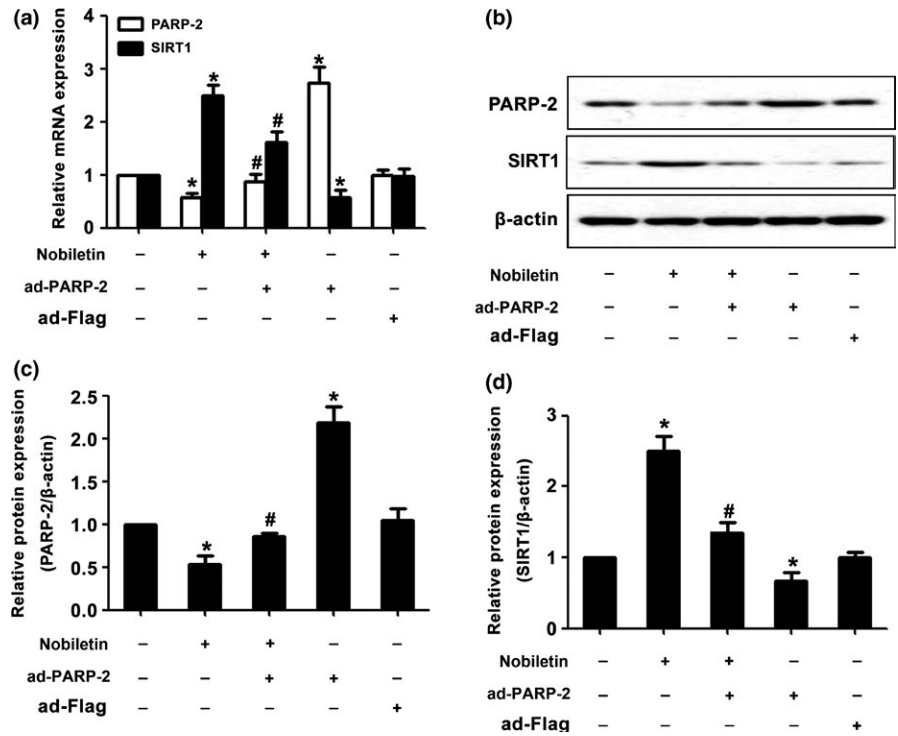 (a)
Relative mRNA expression
4
3
2
1
0
PARP-2
SIRT1
*
*
#
#
*
*
Nobiletin – + + – –
ad-PARP-2 – – + + –
ad-Flag – – – – +
(b)
PARP-2
SIRT1
β-actin
Nobiletin – + + – –
ad-PARP-2 – – + + –
ad-Flag – – – – +
(c)
Relative protein expression
(PARP-2/β-actin)
2.5
2.0
1.5
1.0
0.5
0.0
*
#
*
Nobiletin – + + – –
ad-PARP-2 – – + + –
ad-Flag – – – – +
(d)
Relative protein expression
(SIRT1/β-actin)
3
2
1
0
*
#
*
Nobiletin – + + – –
ad-PARP-2 – – + + –
ad-Flag – – – – +